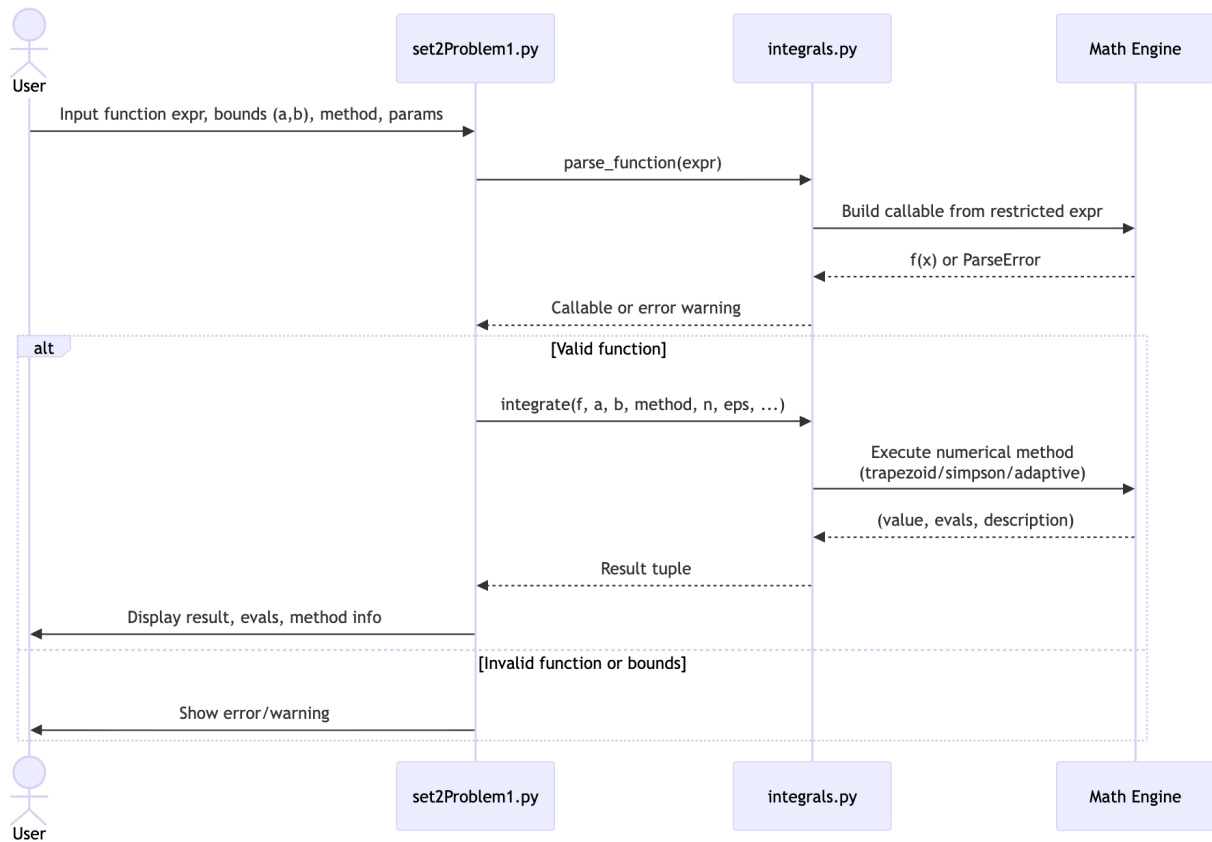 set2Problem1.py
integrals.py
Math Engine
User
Input function expr, bounds (a,b), method, params
parse_function(expr)
Build callable from restricted expr
f(x) or ParseError
Callable or error warning
alt
[Valid function]
integrate(f, a, b, method, n, eps, ...)
Execute numerical method
(trapezoid/simpson/adaptive)
(value, evals, description)
Result tuple
Display result, evals, method info
[Invalid function or bounds]
Show error/warning
set2Problem1.py
integrals.py
Math Engine
User